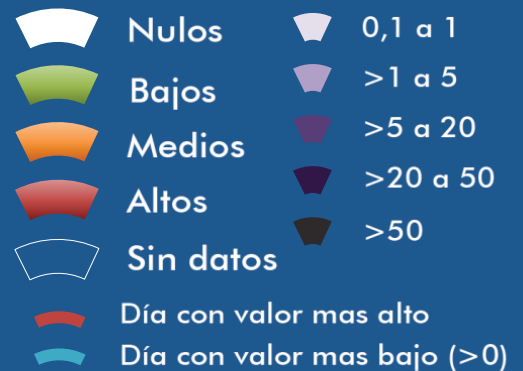 Nulos
Bajos
Medios
Altos
Sin datos
0,1 a 1
>1 a 5
>5 a 20
>20 a 50
>50
Día con valor mas alto
Día con valor mas bajo (>0)